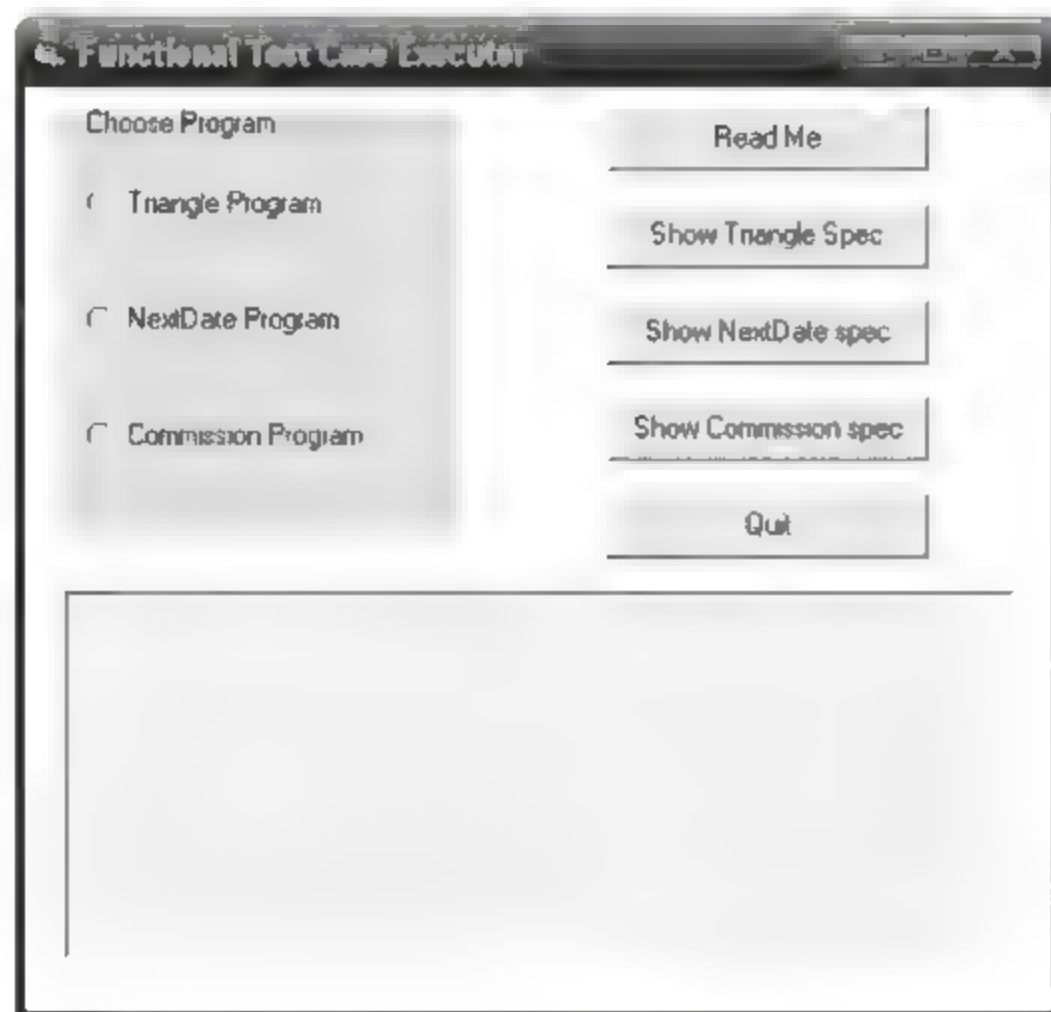 Functional Test Case Executor
Choose Program
Triangle Program
NextDate Program
Commission Program
Read Me
Show Triangle Spec
Show NextDate spec
Show Commission spec
Quit